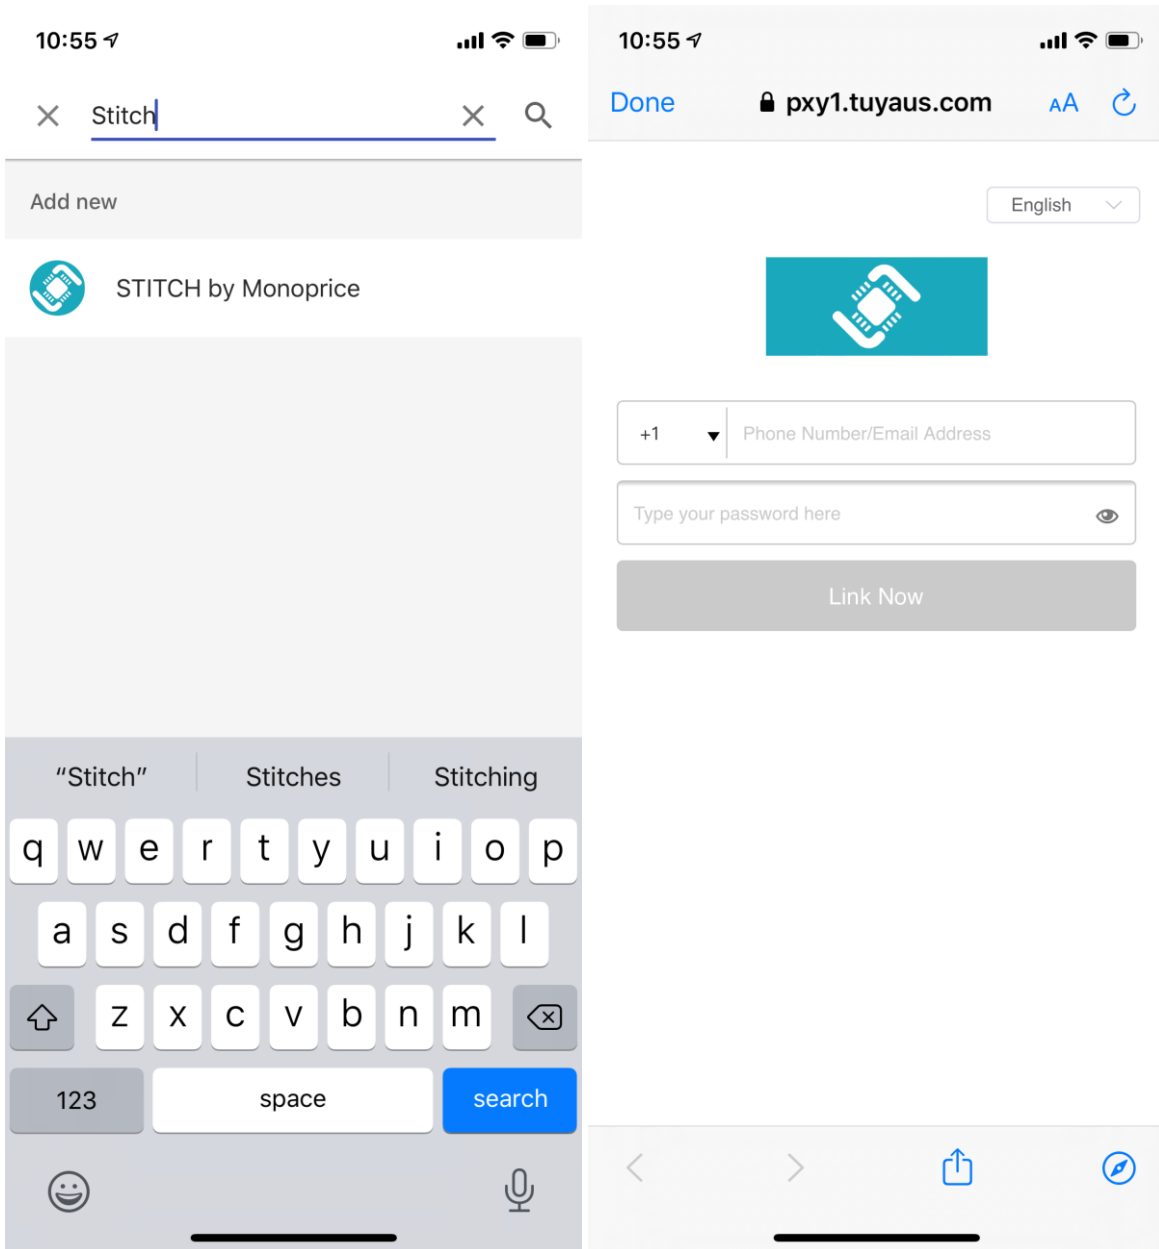 10:55
Stitch
Add new
STITCH by Monoprice
“Stitch”
Stitches
Stitching
q w e r t y u i o p
a s d f g h j k l
z x c v b n m
123
space
search
10:55
Done
pxy1.tuyaus.com
AA
English
+1
Phone Number/Email Address
Type your password here
Link Now